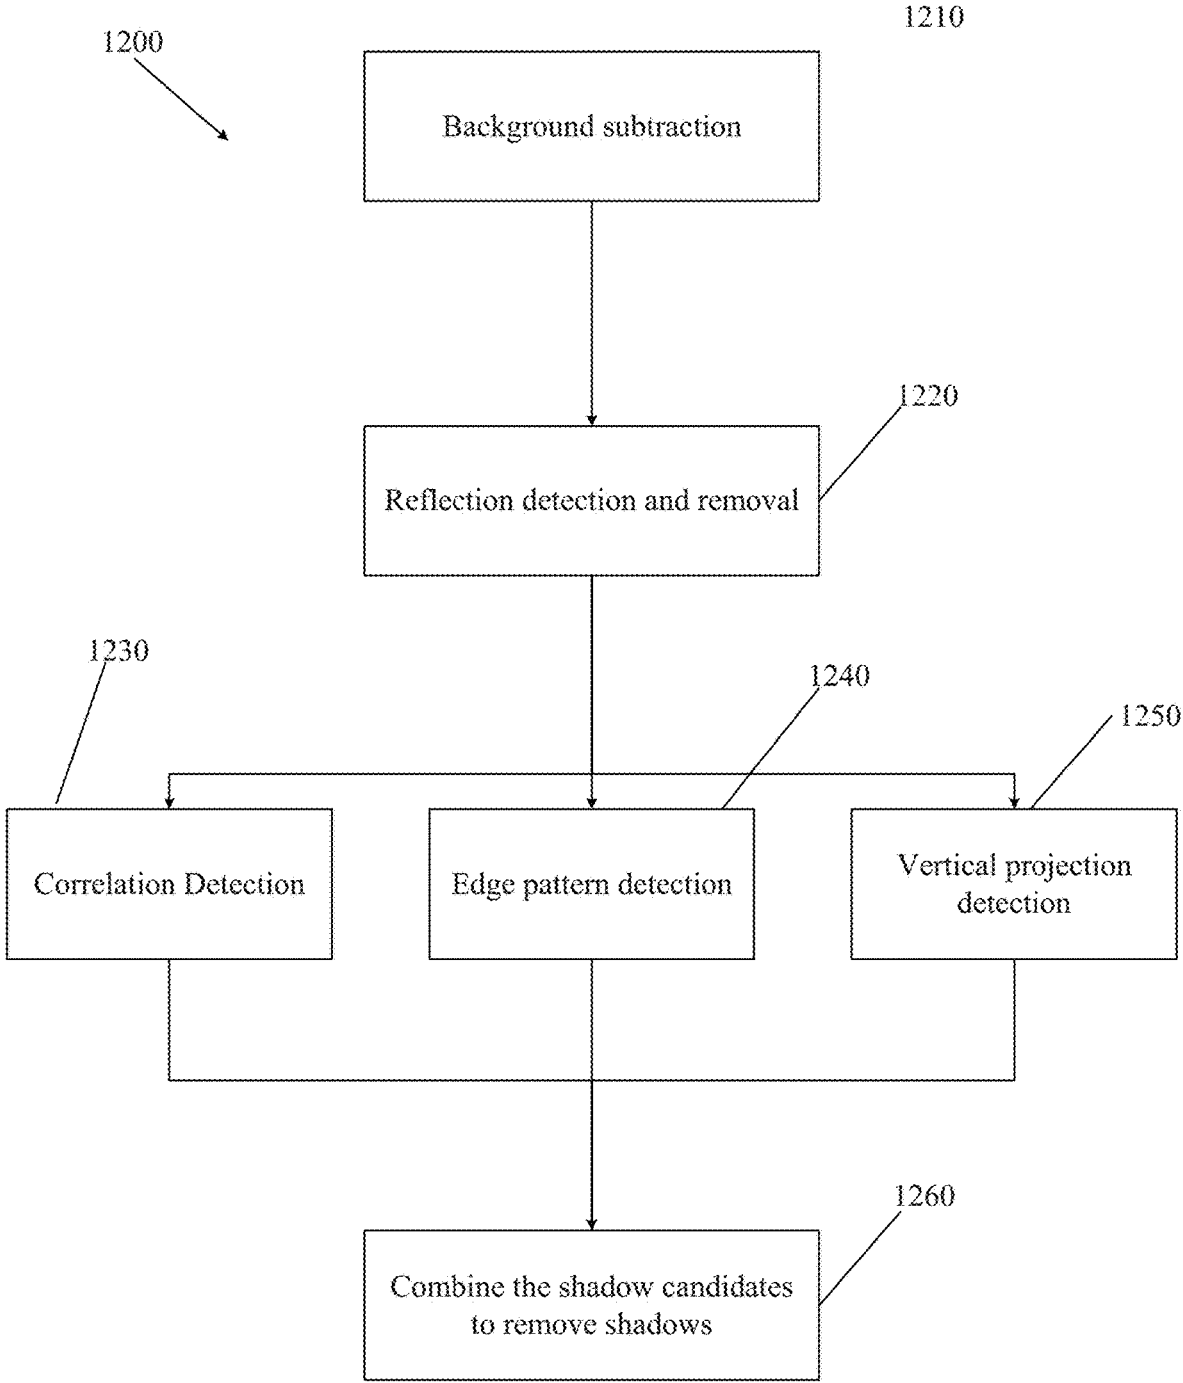 1210
1200
Background subtraction
1220
Reflection detection and removal
1230
1240
1250
Correlation Detection
Edge pattern detection
Vertical projection
detection
1260
Combine the shadow candidates
to remove shadows